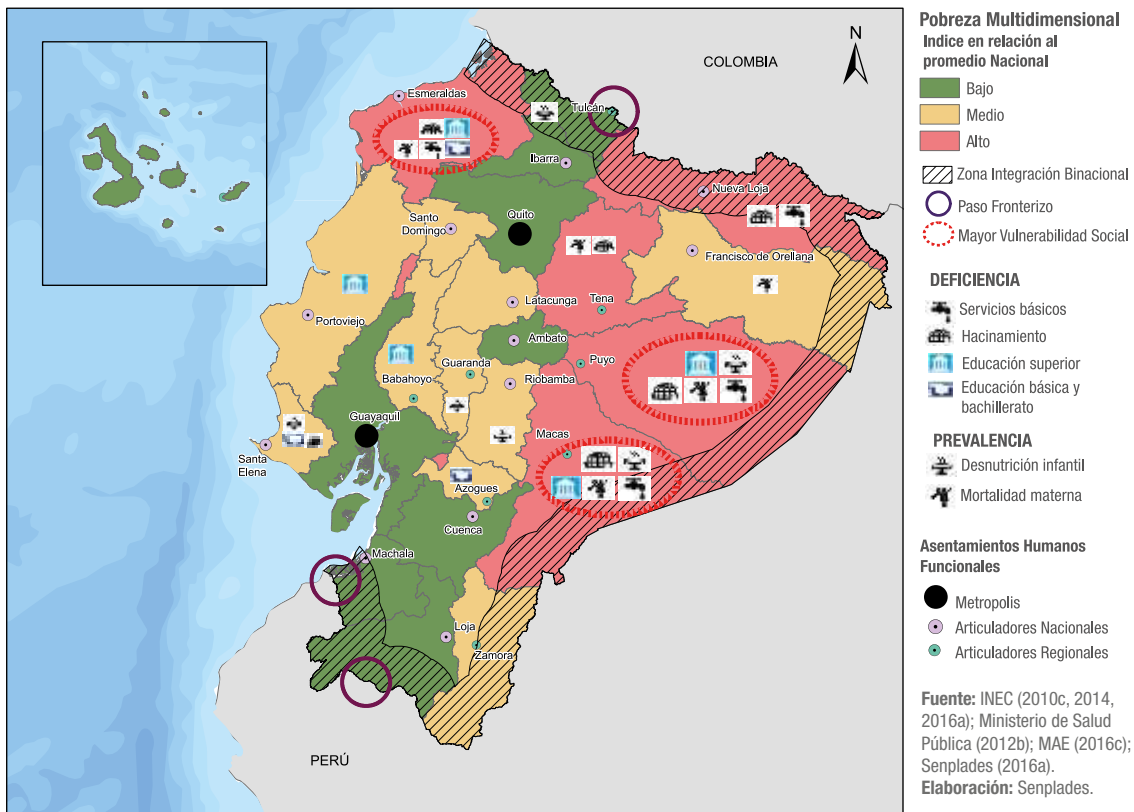 COLOMBIA
N
Esmeraldas
Tulcán
Ibarra
Nueva Loja
Quito
Santo
Domingo
Francisco de Orellana
Latacunga
Tena
Portoviejo
Ambato
Puyo
Guaranda
Riobamba
Babahoyo
Guayaquil
Macas
Santa
Elena
Azogues
Cuenca
Machala
Loja
Zamora
PERÚ
Pobreza Multidimensional
Indice en relación al
promedio Nacional
Bajo
Medio
Alto
Zona Integración Binacional
Paso Fronterizo
Mayor Vulnerabilidad Social
DEFICIENCIA
Servicios básicos
Hacinamiento
Educación superior
Educación básica y
bachillerato
PREVALENCIA
Desnutrición infantil
Mortalidad materna
Asentamientos Humanos
Funcionales
Metropolis
Articuladores Nacionales
Articuladores Regionales
Fuente: INEC (2010c, 2014,
2016a); Ministerio de Salud
Pública (2012b); MAE (2016c);
Senplades (2016a).
Elaboración: Senplades.